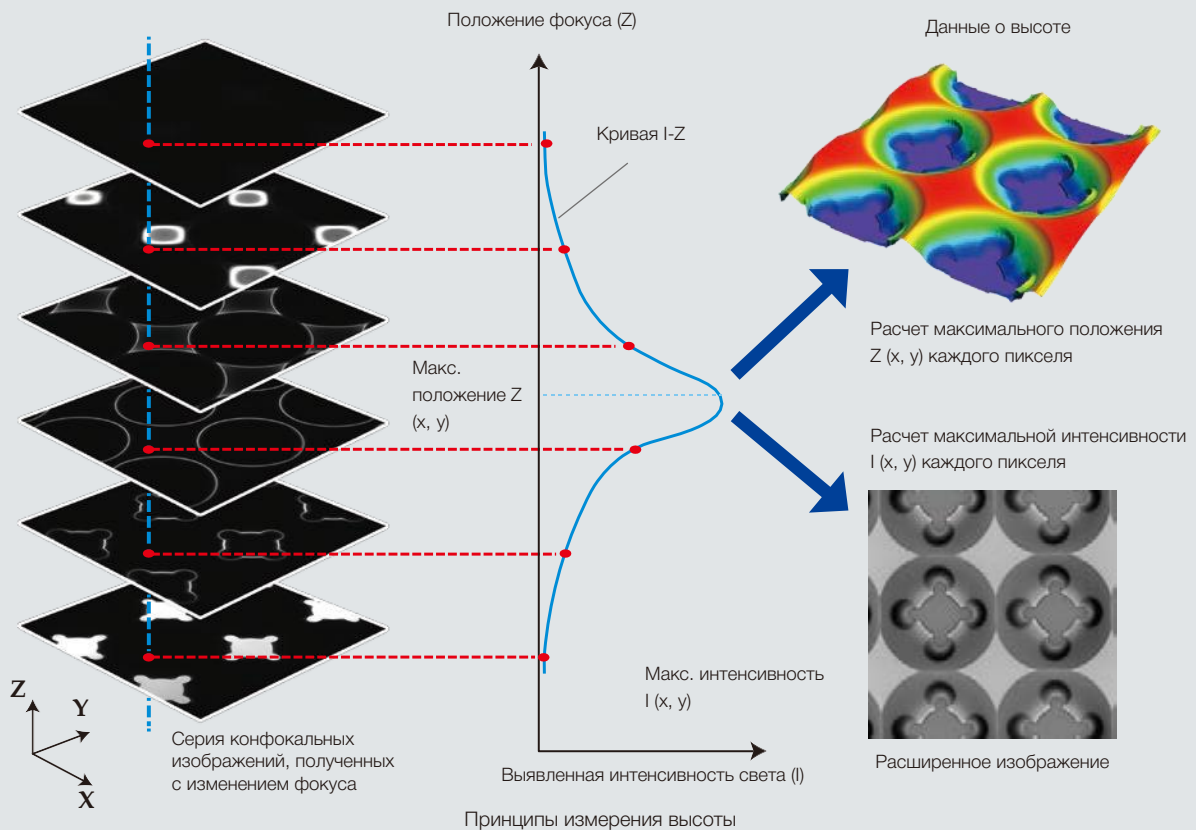 Положение фокуса (Z)
Данные о высоте
Кривая I-Z
Расчет максимального положения
Z (x, y) каждого пикселя
Макс.
положение Z
(x, y)
Расчет максимальной интенсивности
I (x, y) каждого пикселя
Макс. интенсивность
I (x, y)
Z
Y
X
Серия конфокальных
изображений, полученных
с изменением фокуса
Выявленная интенсивность света (I)
Расширенное изображение
Принципы измерения высоты